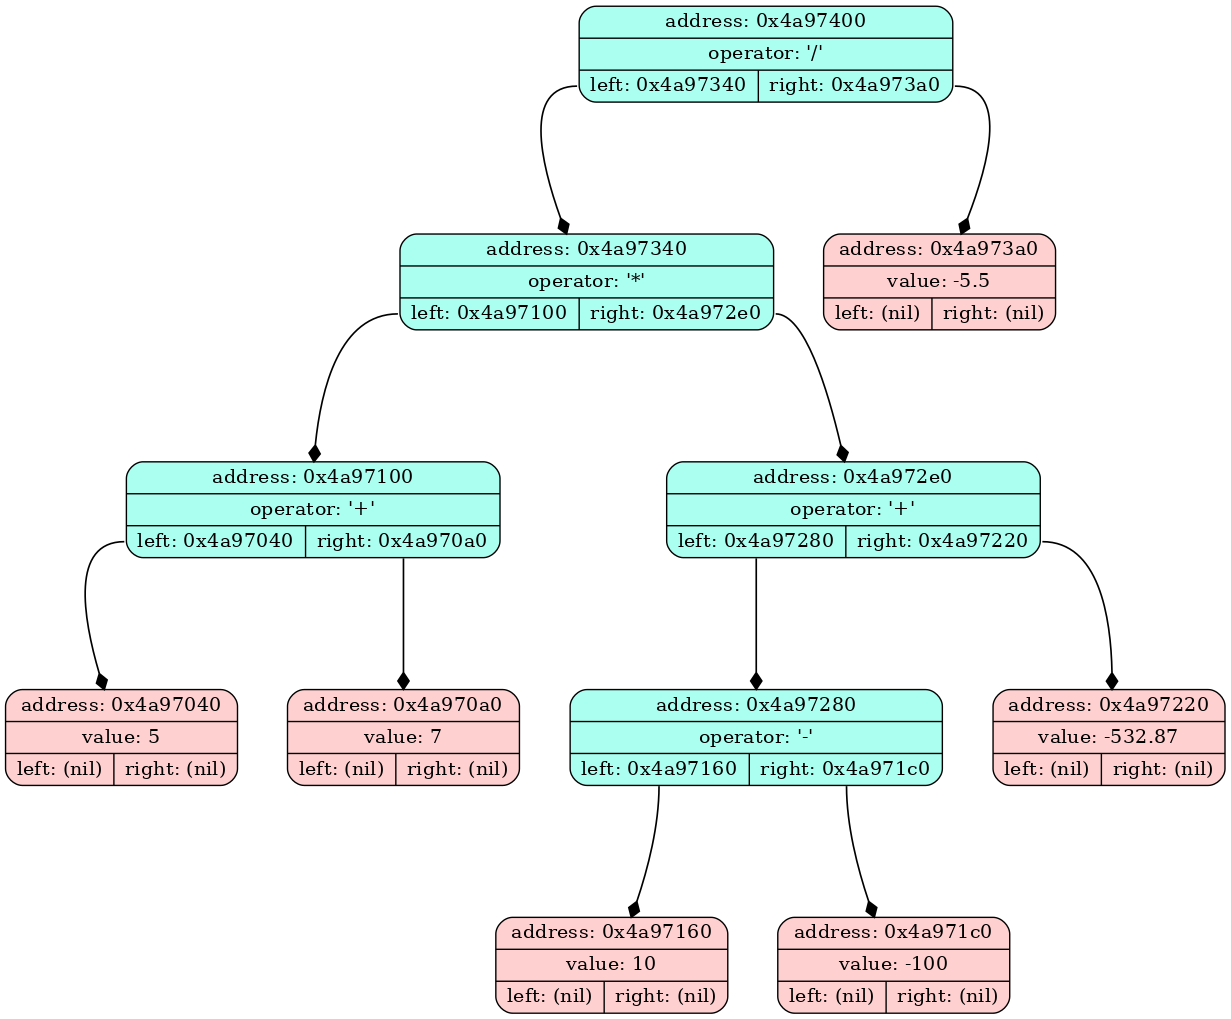 address: 0x4a97400
operator: '/'
left: 0x4a97340 right: 0x4a973a0
address: 0x4a97340
operator: '*'
left: 0x4a97100 right: 0x4a972e0
address: 0x4a973a0
value: -5.5
left: (nil) right: (nil)
address: 0x4a97100
operator: '+'
left: 0x4a97040 right: 0x4a970a0
address: 0x4a972e0
operator: '+'
left: 0x4a97280 right: 0x4a97220
address: 0x4a97040
value: 5
left: (nil) right: (nil)
address: 0x4a970a0
value: 7
left: (nil) right: (nil)
address: 0x4a97280
operator: '-'
left: 0x4a97160 right: 0x4a971c0
address: 0x4a97220
value: -532.87
left: (nil) right: (nil)
address: 0x4a97160
value: 10
left: (nil) right: (nil)
address: 0x4a971c0
value: -100
left: (nil) right: (nil)